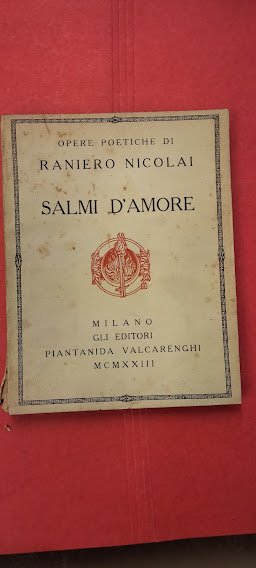 OPERE POETICHE DI
RANIERO NICOLAI
SALMI D'AMORE
MILANO
GLI EDITORI
PIANTANIDA VALCARENGHI
MCMXXIII